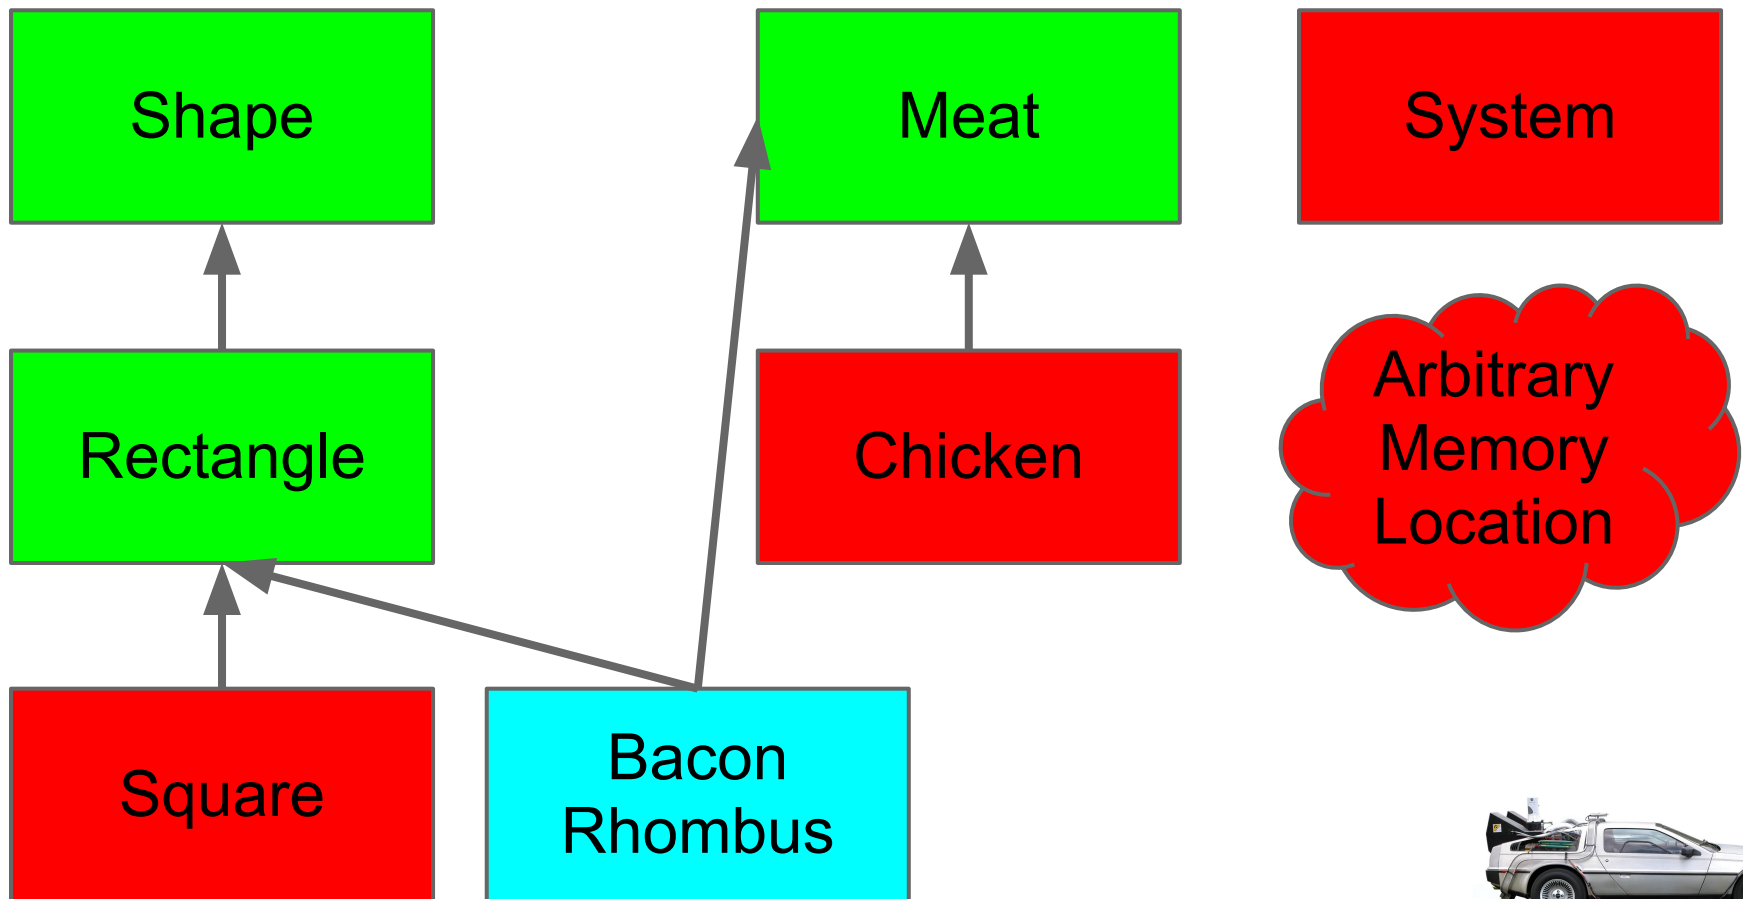 Shape
Meat
System
Rectangle
Chicken
Arbitrary
Memory
Location
Square
Bacon
Rhombus